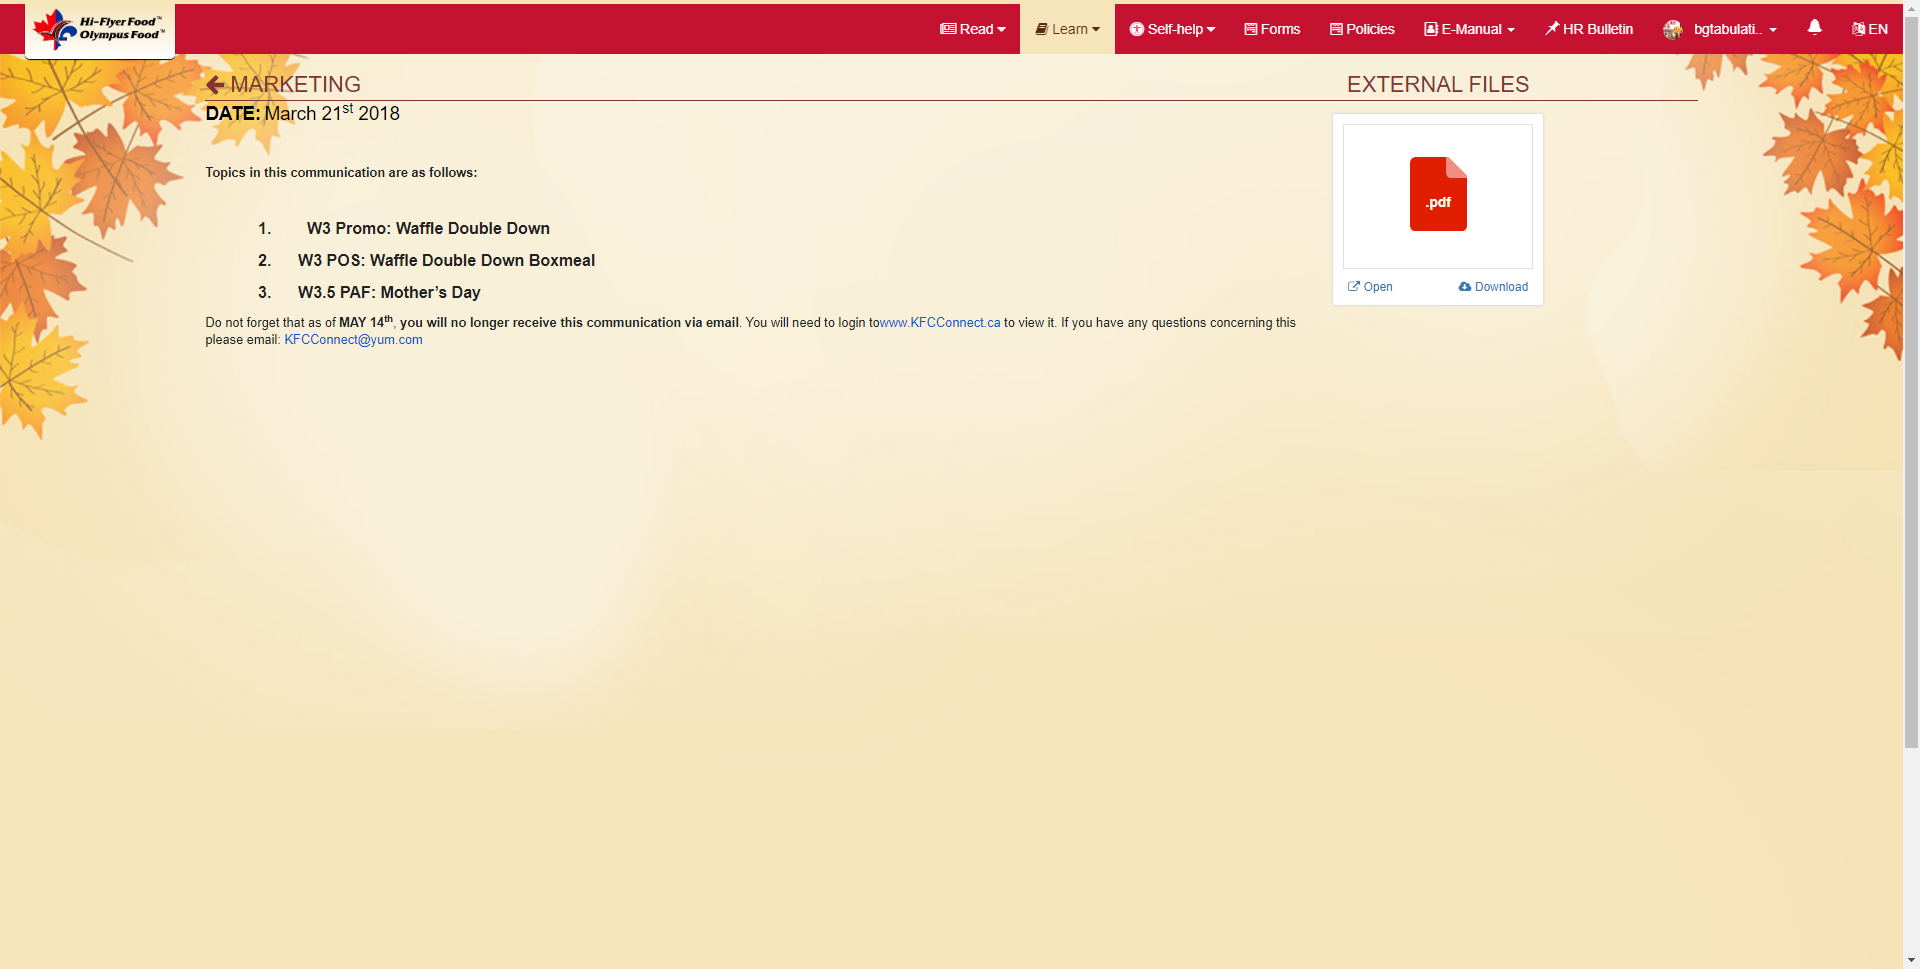 Hi-Flyer Food™
Olympus Food™
Read
Learn
Self-help
Forms
Policies
E-Manual
HR Bulletin
bgtabulati..
EN
MARKETING
DATE: March 21st 2018
Topics in this communication are as follows:
1. W3 Promo: Waffle Double Down
2. W3 POS: Waffle Double Down Boxmeal
3. W3.5 PAF: Mother’s Day
Do not forget that as of MAY 14th, you will no longer receive this communication via email. You will need to login towww.KFCConnect.ca to view it. If you have any questions concerning this
please email: KFCConnect@yum.com
EXTERNAL FILES
.pdf
Open
Download